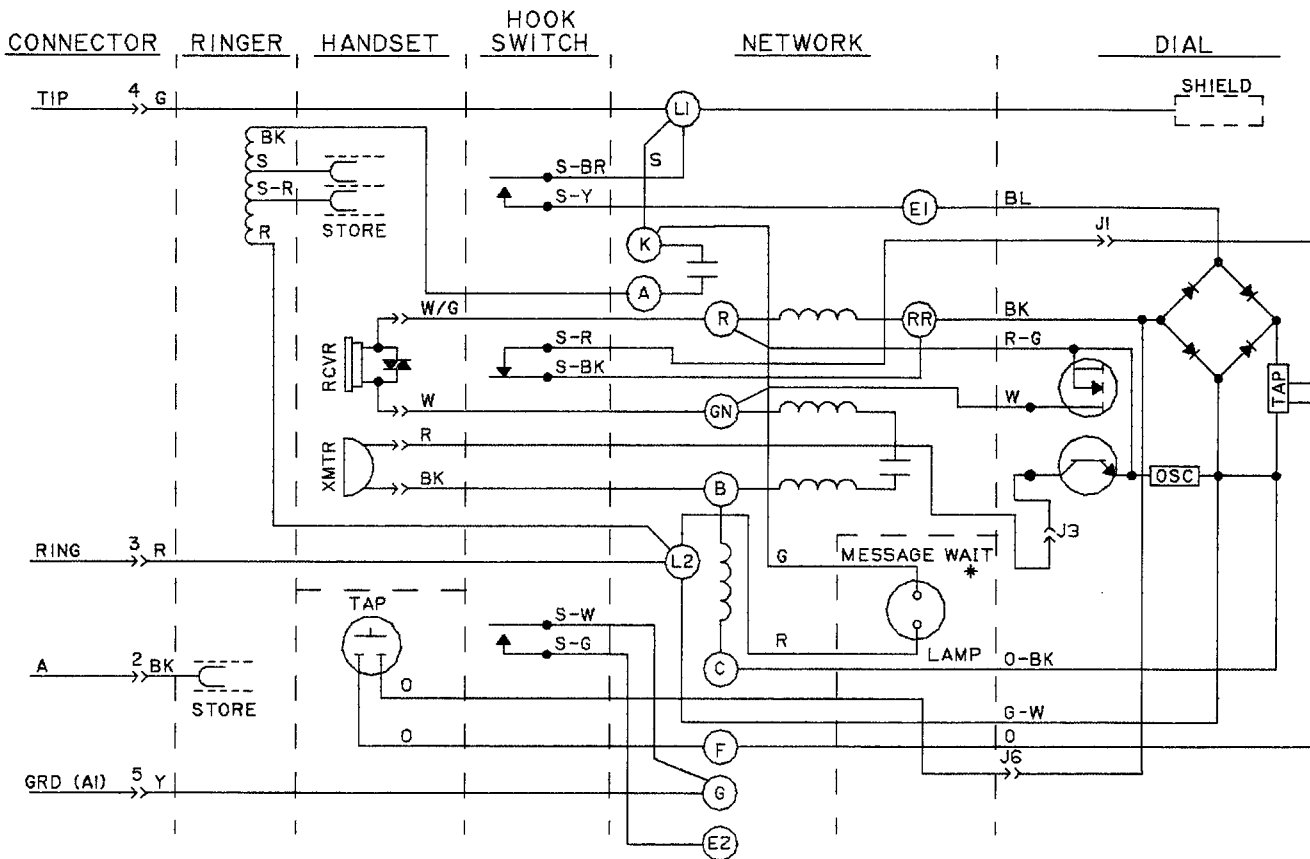 HOOK
CONNECTOR RINGER HANDSET SWITCH NETWORK DIAL
TIP 4 G L1 SHIELD
BK
S S S-BR
S-R S-Y E1 BL
STORE
R K J1
A
W/G R RR BK
S-R R-G
RCVR S-BK
W GN W TAP
R
XMTR BK B OSC
J3
RING 3 R L2 G MESSAGE WAIT
*
TAP S-W
S-G R LAMP
A 2 BK C O-BK
STORE O
G-W
O F O
J6
GRD (A1) 5 Y G
E2